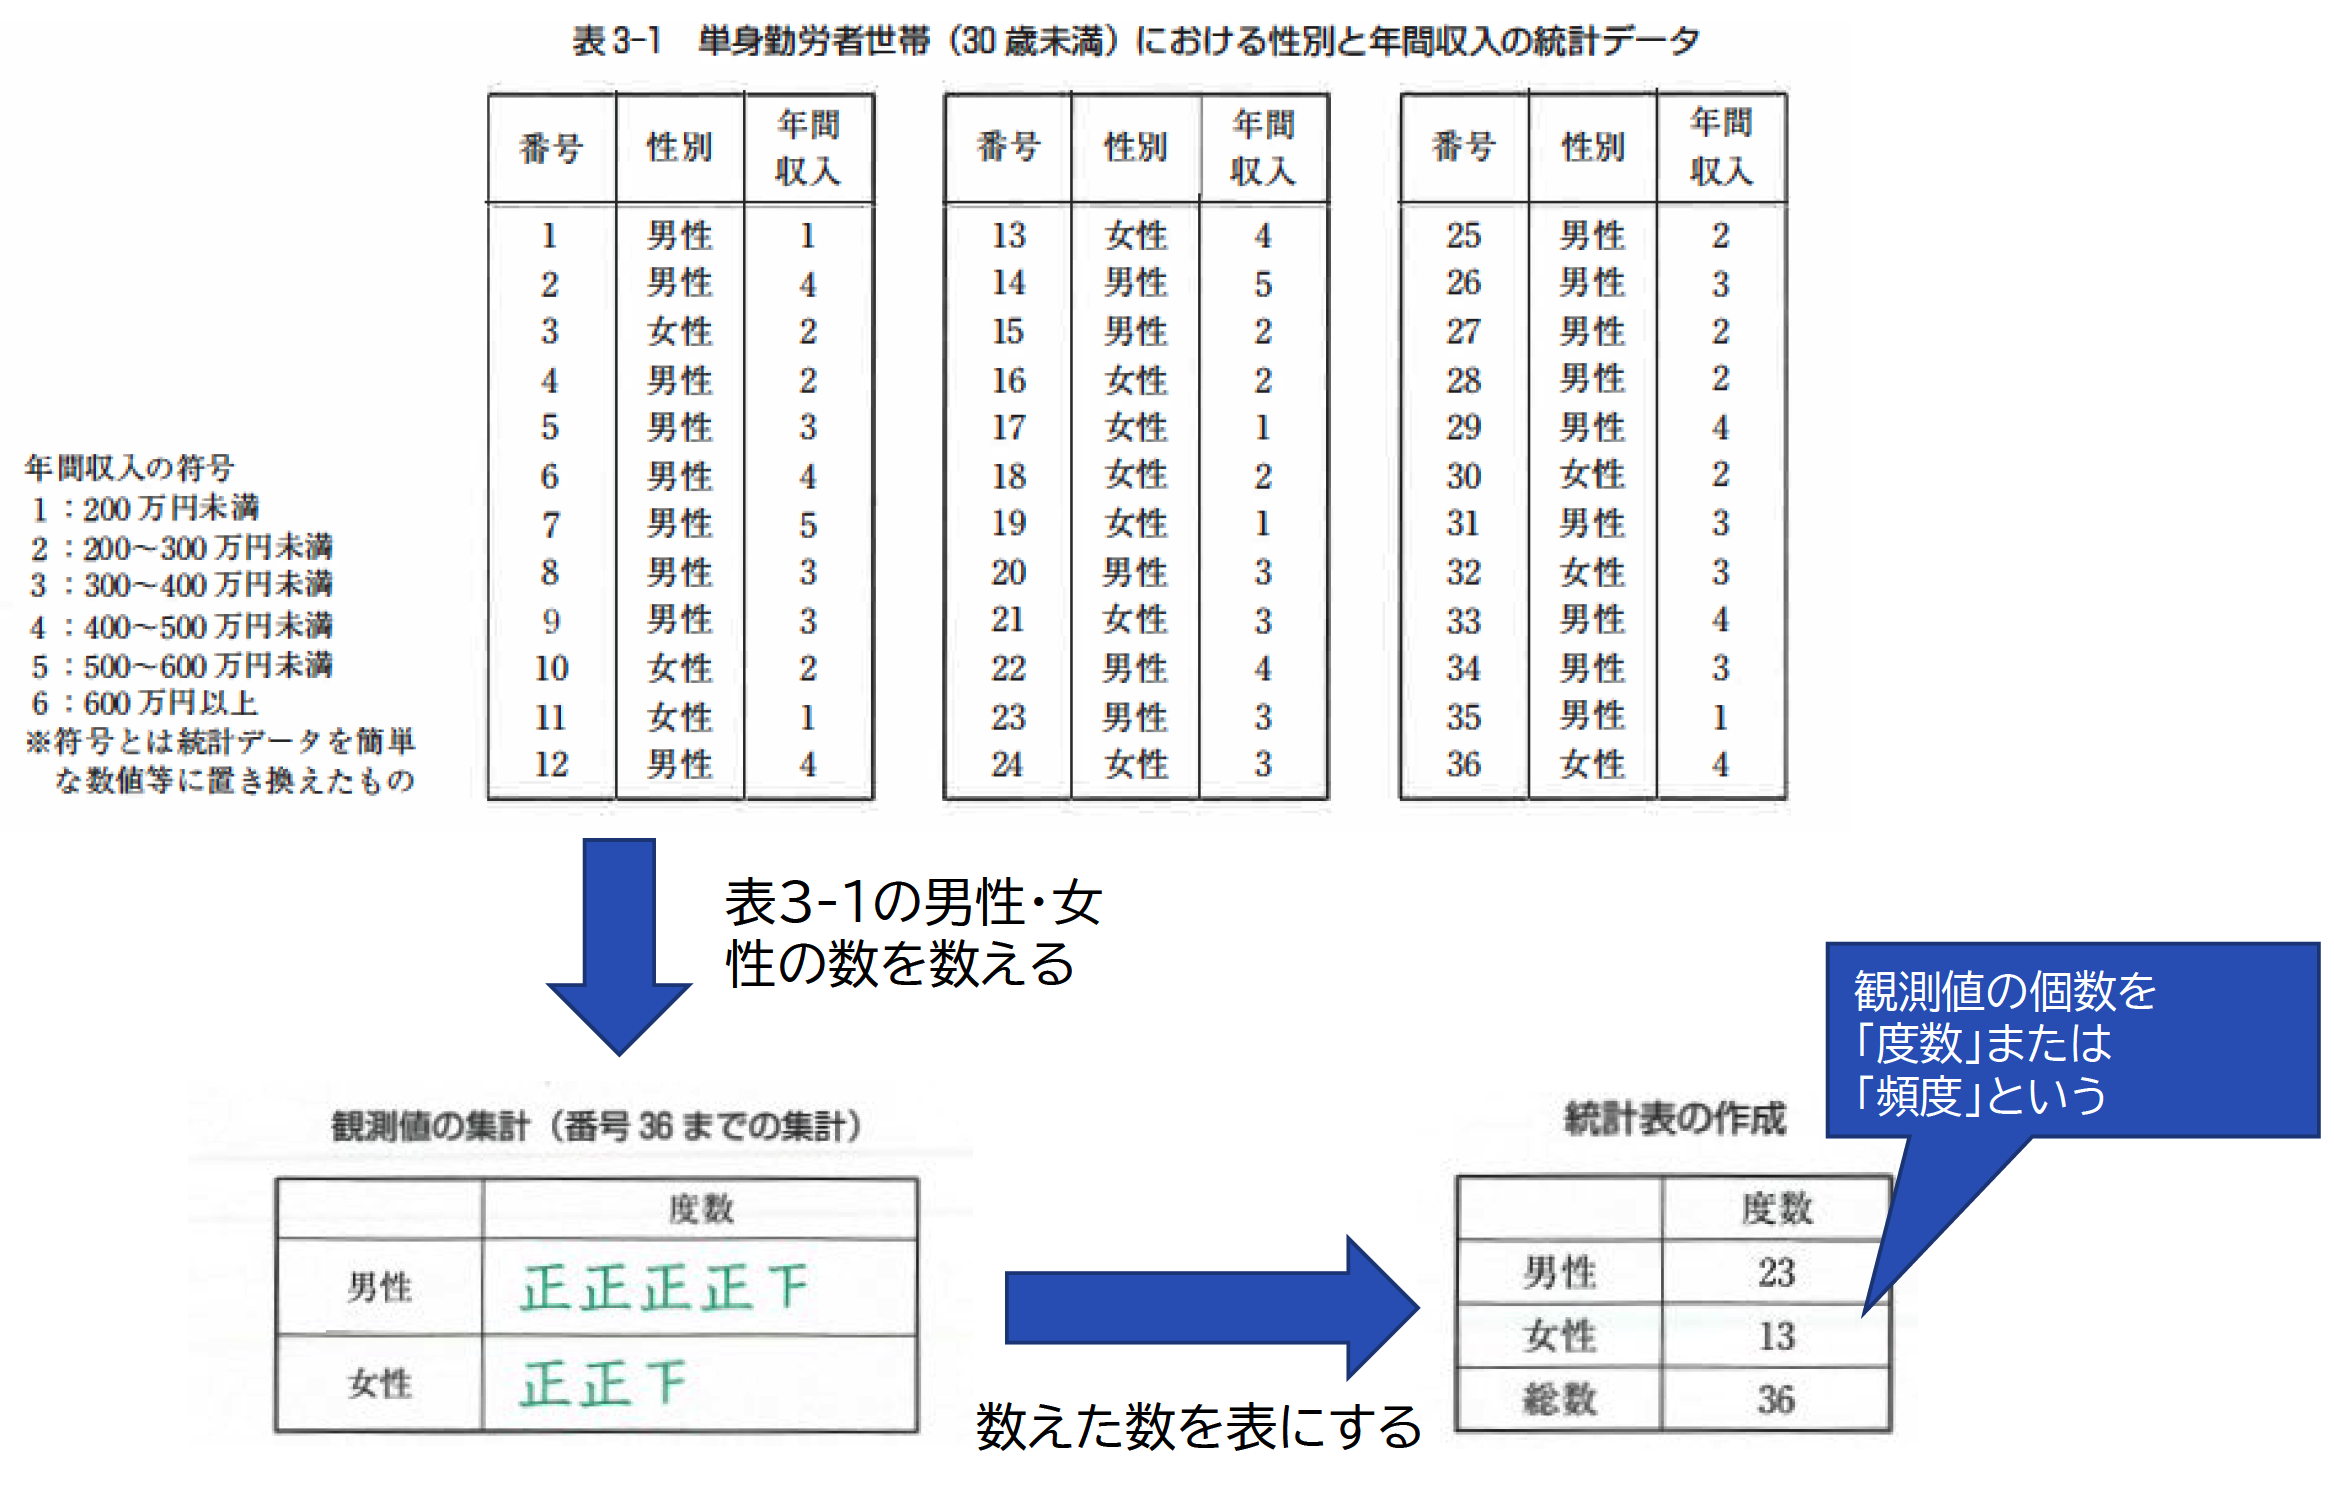 表3-1　単身勤労者世帯（30 歳未満）における性別と年間収入の統計データ
番号 性別 年間収入
1 男性 1
2 男性 4
3 女性 2
4 男性 2
5 男性 3
6 男性 4
7 男性 5
8 男性 3
9 男性 3
10 女性 2
11 女性 1
12 男性 4
番号 性別 年間収入
13 女性 4
14 男性 5
15 男性 2
16 女性 2
17 女性 1
18 女性 2
19 女性 1
20 男性 3
21 女性 3
22 男性 4
23 男性 3
24 女性 3
番号 性別 年間収入
25 男性 2
26 男性 3
27 男性 2
28 男性 2
29 男性 4
30 女性 2
31 男性 3
32 女性 3
33 男性 4
34 男性 3
35 男性 1
36 女性 4
年間収入の符号
1：200 万円未満
2：200～300 万円未満
3：300～400 万円未満
4：400～500 万円未満
5：500～600 万円未満
6：600 万円以上
※符号とは統計データを簡単
な数値等に置き換えたもの
表3-1の男性・女
性の数を数える
観測値の集計（番号 36 までの集計）
度数
男性 正正正正下
女性 正正下
数えた数を表にする
観測値の個数を
「度数」または
「頻度」という
統計表の作成
度数
男性 23
女性 13
総数 36